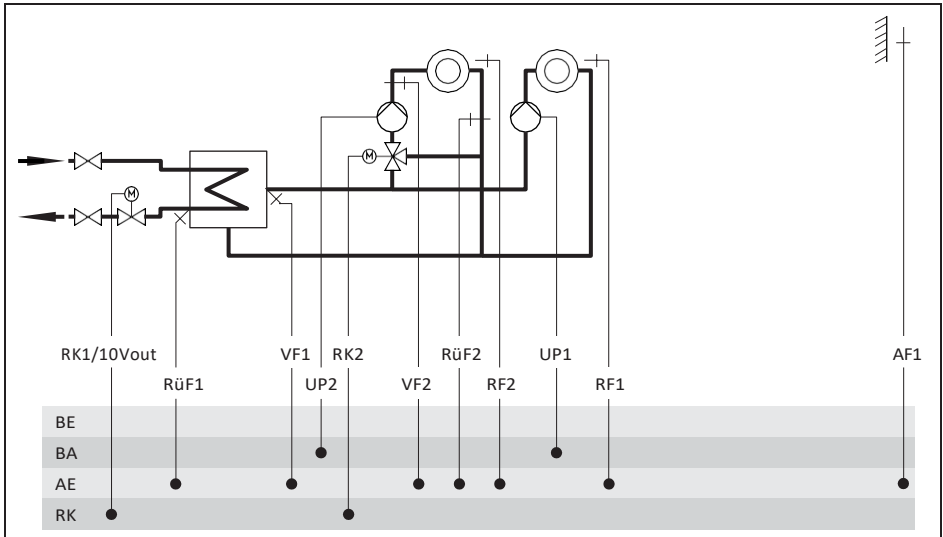 M
M
RK1/10Vout VF1 RK2 RüF2 UP1 AF1
RüF1 UP2 VF2 RF2 RF1
BE
BA
AE
RK